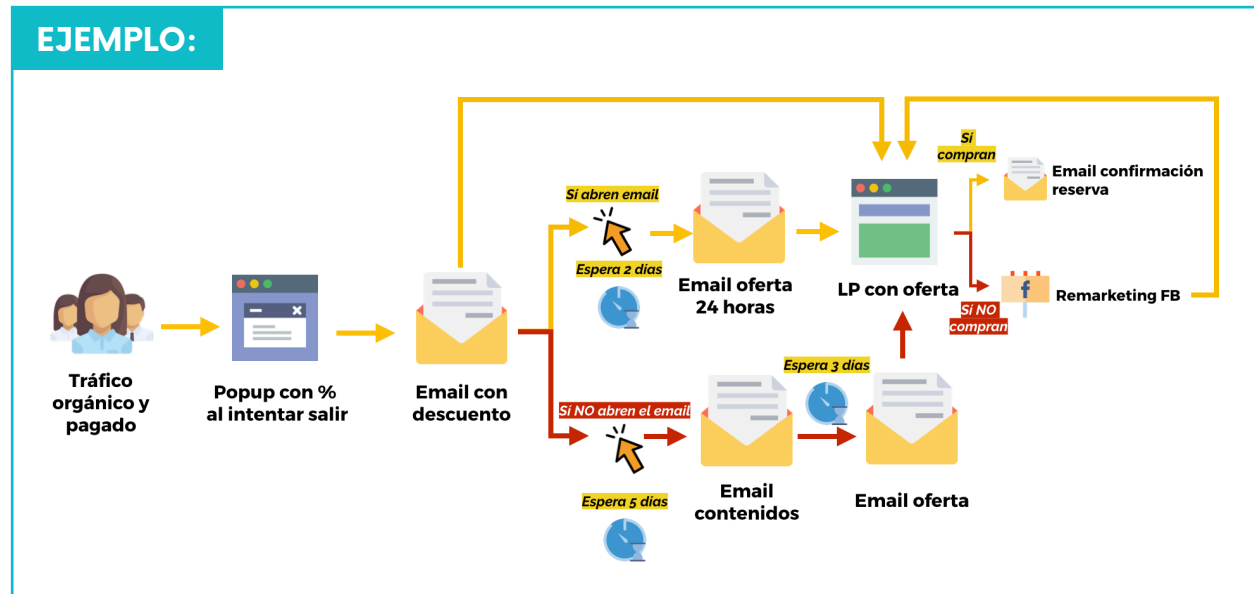 EJEMPLO:
Tráfico
orgánico y
pagado
Popup con %
al intentar salir
Email con
descuento
Sí abren email
Espera 2 días
Email oferta
24 horas
LP con oferta
Sí
compran
Email confirmación
reserva
Sí NO
compran
Remarketing FB
Sí NO abren el email
Espera 5 días
Email
contenidos
Espera 3 días
Email oferta